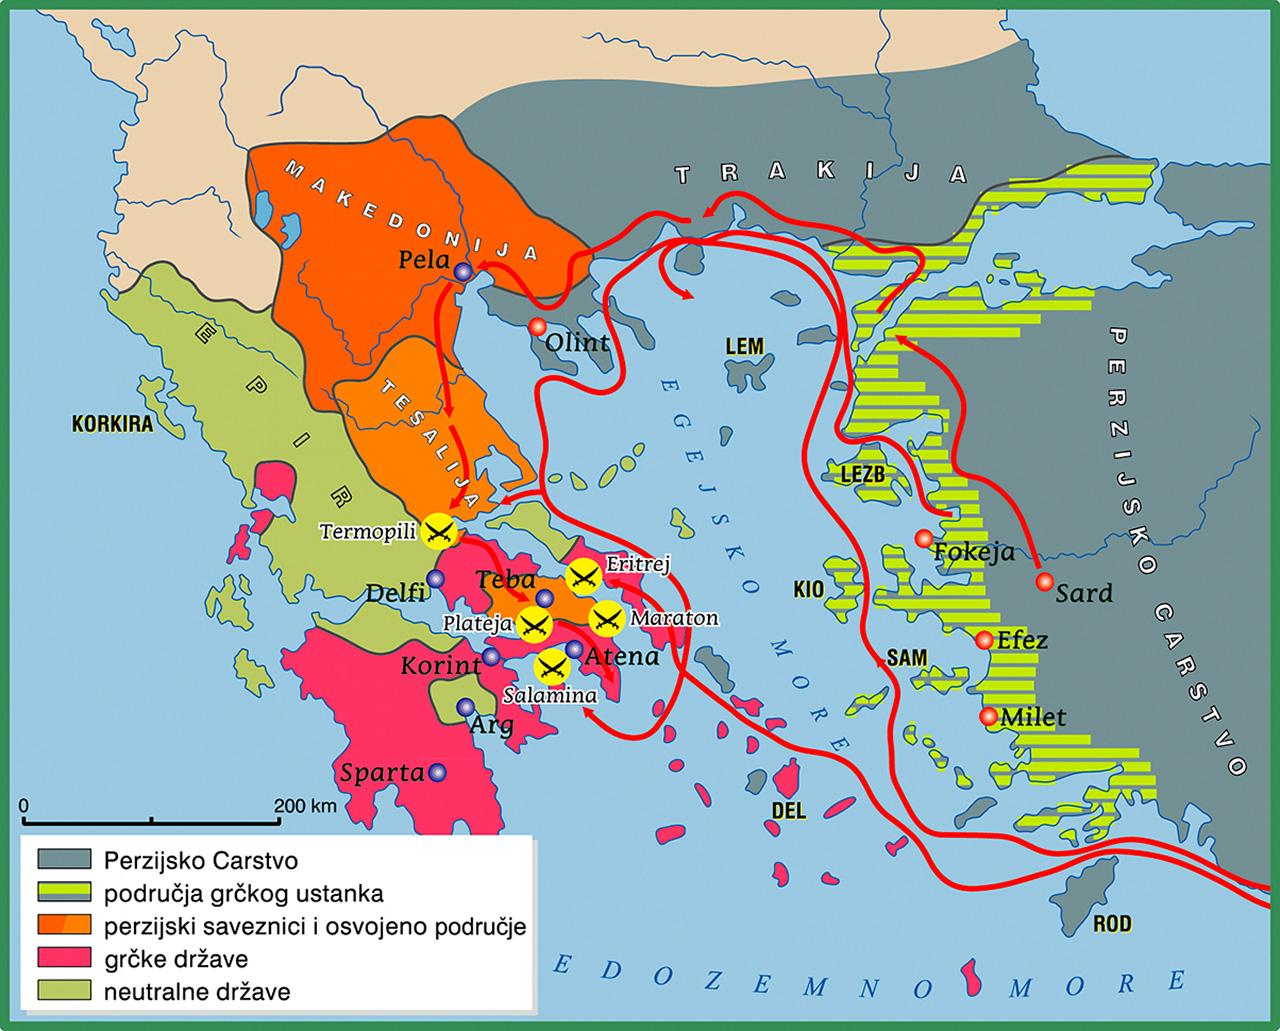 TRAKIJA
MAKEDONIJA
Pela
Olint
LEM
EPIR
TESALIJA
KORKIRA
EGEJSKO MORE
PERZIJSKO CARSTVO
LEZB
Termopili
Fokeja
Eritrej
Sard
Delfi
Teba
KIO
Plateja
Maraton
Efez
Korint
Atena
SAM
Salamina
Arg
Milet
Sparta
DEL
0 200 km
Perzijsko Carstvo
područja grčkog ustanka
perzijski saveznici i osvojeno područje
grčke države
neutralne države
ROD
EDOZEMNO MORE